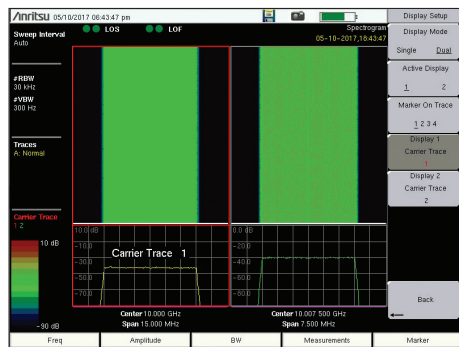 Anritsu 05/10/2017 06:43:47 pm
Display Setup
Sweep Interval
Auto
LOS
LOF
Spectrogram
05-10-2017,18:43:47
Display Mode
Single Dual
#RBW
30 kHz
#VBW
300 Hz
Active Display
1 2
Marker On Trace
1 2 3 4
Traces
A: Normal
Display 1
Carrier Trace
1
Display 2
Carrier Trace
2
Carrier Trace
1 2
10 dB
-90 dB
10.0 dB
-10.0
-30.0
-50.0
-70.0
Carrier Trace 1
0.0 dB
-20.0
-40.0
-60.0
-80.0
Center 10.000 GHz
Span 15.000 MHz
Center 10.007 500 GHz
Span 7.500 MHz
Back
Freq
Amplitude
BW
Measurements
Marker